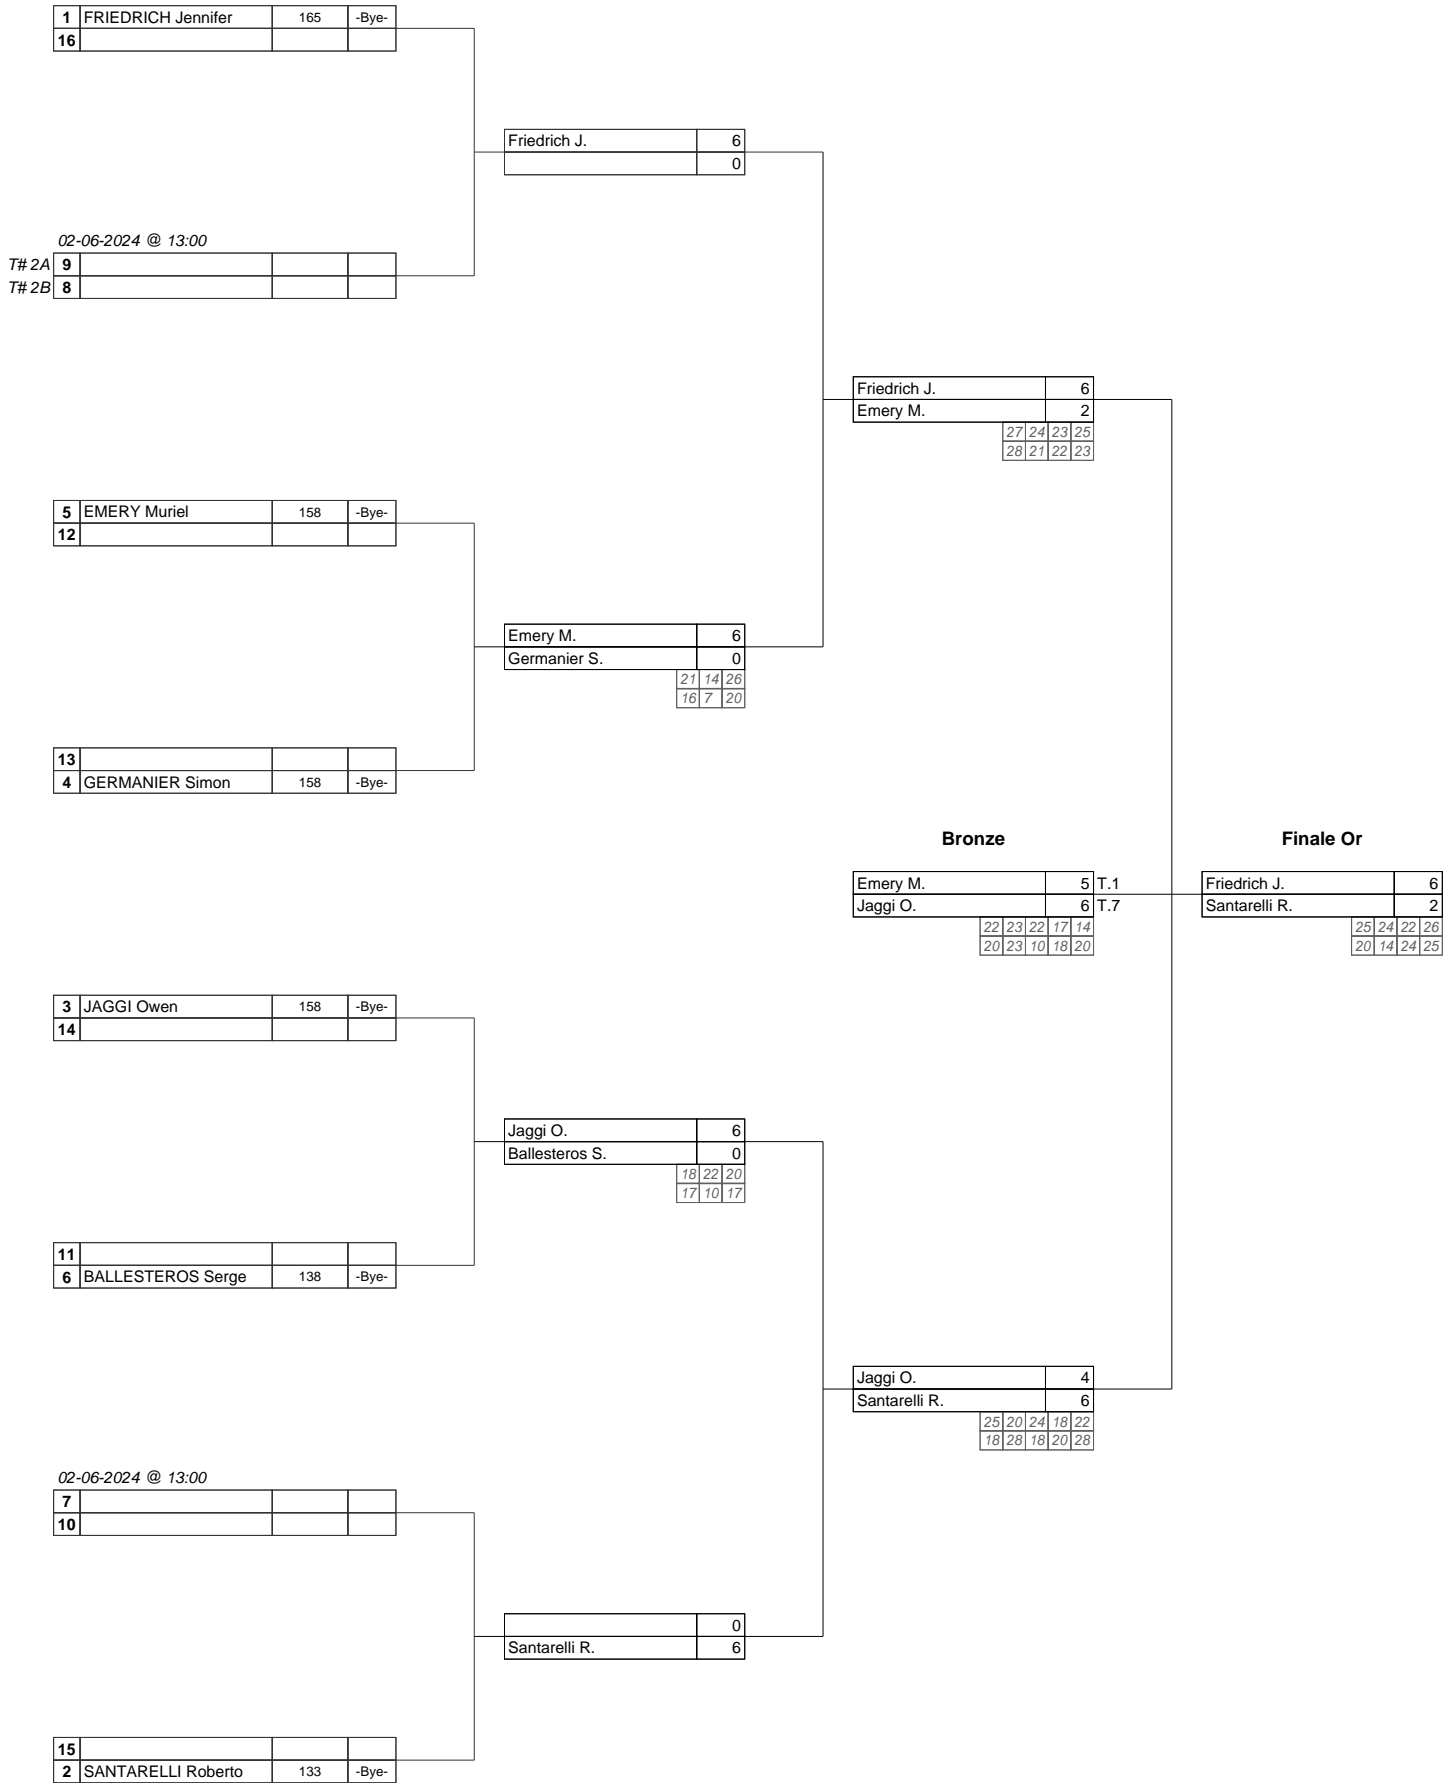 1 FRIEDRICH Jennifer 165 -Bye-
16
Friedrich J. 6
0
02-06-2024 @ 13:00
T# 2A 9
T# 2B 8
Friedrich J. 6
Emery M. 2
27 24 23 25
28 21 22 23
5 EMERY Muriel 158 -Bye-
12
Emery M. 6
Germanier S. 0
21 14 26
16 7 20
13
4 GERMANIER Simon 158 -Bye-
Bronze
Finale Or
Emery M. 5 T.1
Jaggi O. 6 T.7
22 23 22 17 14
20 23 10 18 20
Friedrich J. 6
Santarelli R. 2
25 24 22 26
20 14 24 25
3 JAGGI Owen 158 -Bye-
14
Jaggi O. 6
Ballesteros S. 0
18 22 20
17 10 17
11
6 BALLESTEROS Serge 138 -Bye-
Jaggi O. 4
Santarelli R. 6
25 20 24 18 22
18 28 18 20 28
02-06-2024 @ 13:00
7
10
0
Santarelli R. 6
15
2 SANTARELLI Roberto 133 -Bye-